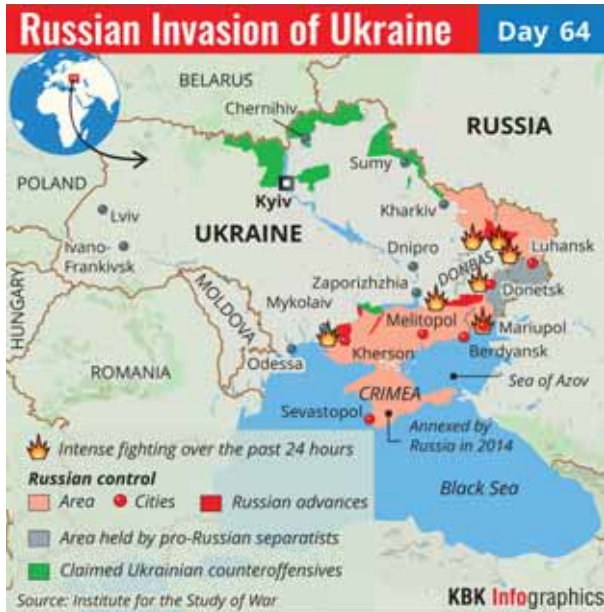 Russian Invasion of Ukraine
Day 64
BELARUS
Chernihiv
RUSSIA
POLAND
Sumy
Kyiv
Kharkiv
Lviv
UKRAINE
Ivano-
Frankivsk
Dnipro
Luhansk
DONBAS
Zaporizhzhia
Donetsk
HUNGARY
MOLDOVA
Mykolaiv
Melitopol
Mariupol
Kherson
Berdyansk
ROMANIA
Odessa
Sea of Azov
CRIMEA
Sevastopol
Annexed by
Russia in 2014
Intense fighting over the past 24 hours
Russian control
Area
Cities
Russian advances
Black Sea
Area held by pro-Russian separatists
Claimed Ukrainian counteroffensives
Source: Institute for the Study of War
KBK Infographics